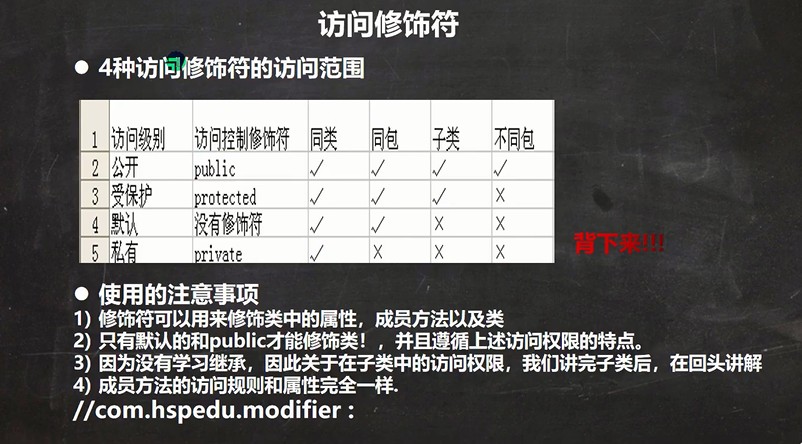 访问修饰符
● 4种访问修饰符的访问范围
1 访问级别 访问控制修饰符 同类 同包 子类 不同包
2 公开 public √ √ √ √
3 受保护 protected √ √ √ ×
4 默认 没有修饰符 √ √ × ×
5 私有 private √ × × ×
背下来!!!
● 使用的注意事项
1) 修饰符可以用来修饰类中的属性，成员方法以及类
2) 只有默认的和public才能修饰类！，并且遵循上述访问权限的特点。
3) 因为没有学习继承，因此关于在子类中的访问权限，我们讲完子类后，在回头讲解
4) 成员方法的访问规则和属性完全一样.
//com.hspedu.modifier :